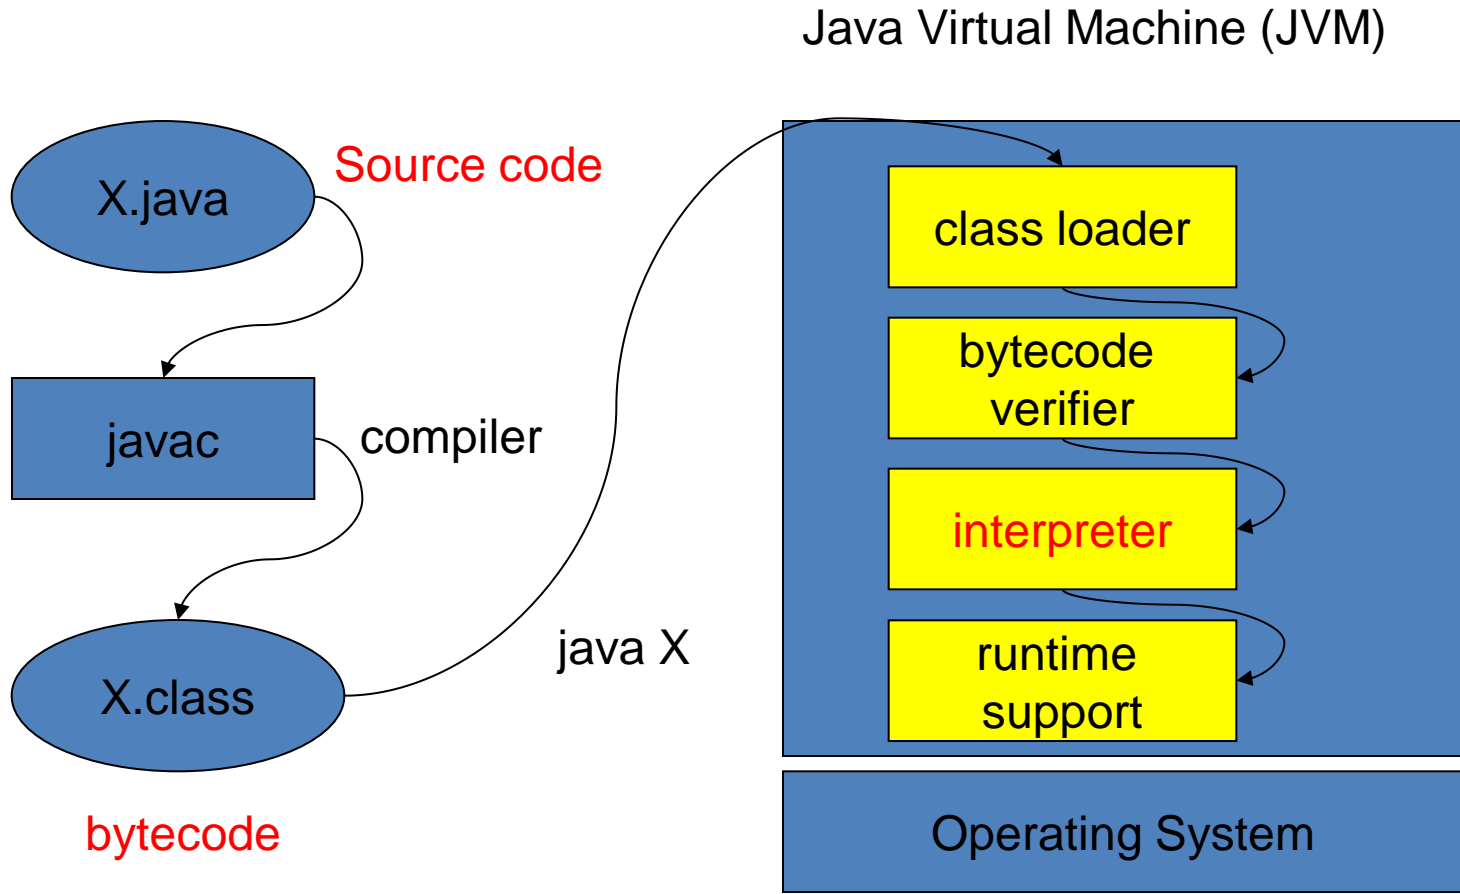 Java Virtual Machine (JVM)
X.java
Source code
javac
compiler
X.class
bytecode
java X
class loader
bytecode
verifier
interpreter
runtime
support
Operating System